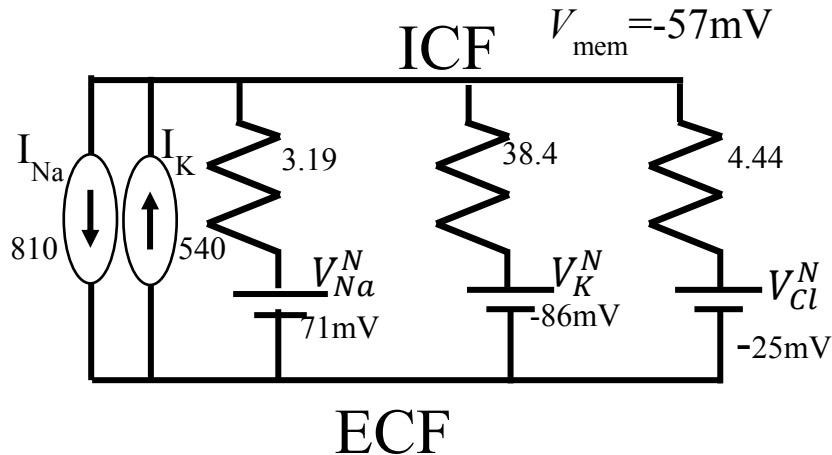 V_mem=-57mV
ICF
I_Na
I_K
3.19
38.4
4.44
810
540
V_Na^N
71mV
V_K^N
-86mV
V_Cl^N
-25mV
ECF